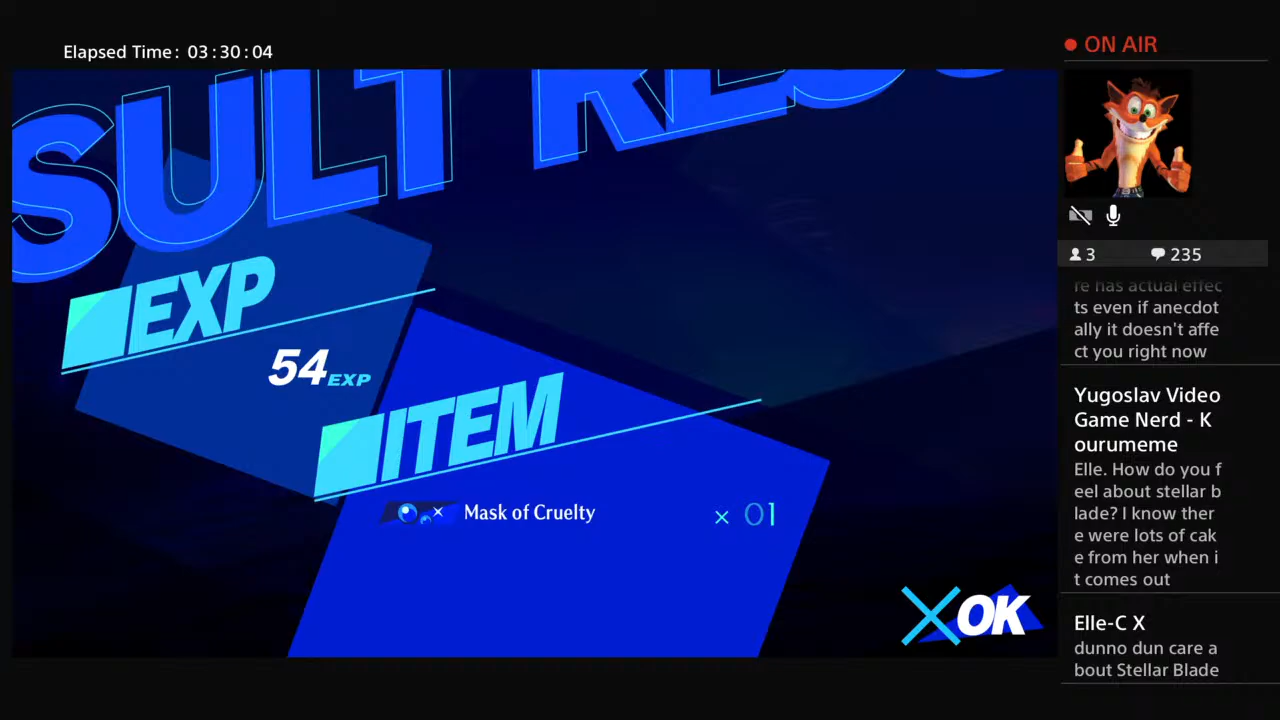 Elapsed Time: 03:30:04
ON AIR
SULT RESU
EXP
54 EXP
ITEM
Mask of Cruelty × 01
OK
3 235
re has actual effec
ts even if anecdot
ally it doesn't affe
ct you right now
Yugoslav Video
Game Nerd - K
ourumeme
Elle. How do you f
eel about stellar b
lade? I know ther
e were lots of cak
e from her when i
t comes out
Elle-C X
dunno dun care a
bout Stellar Blade